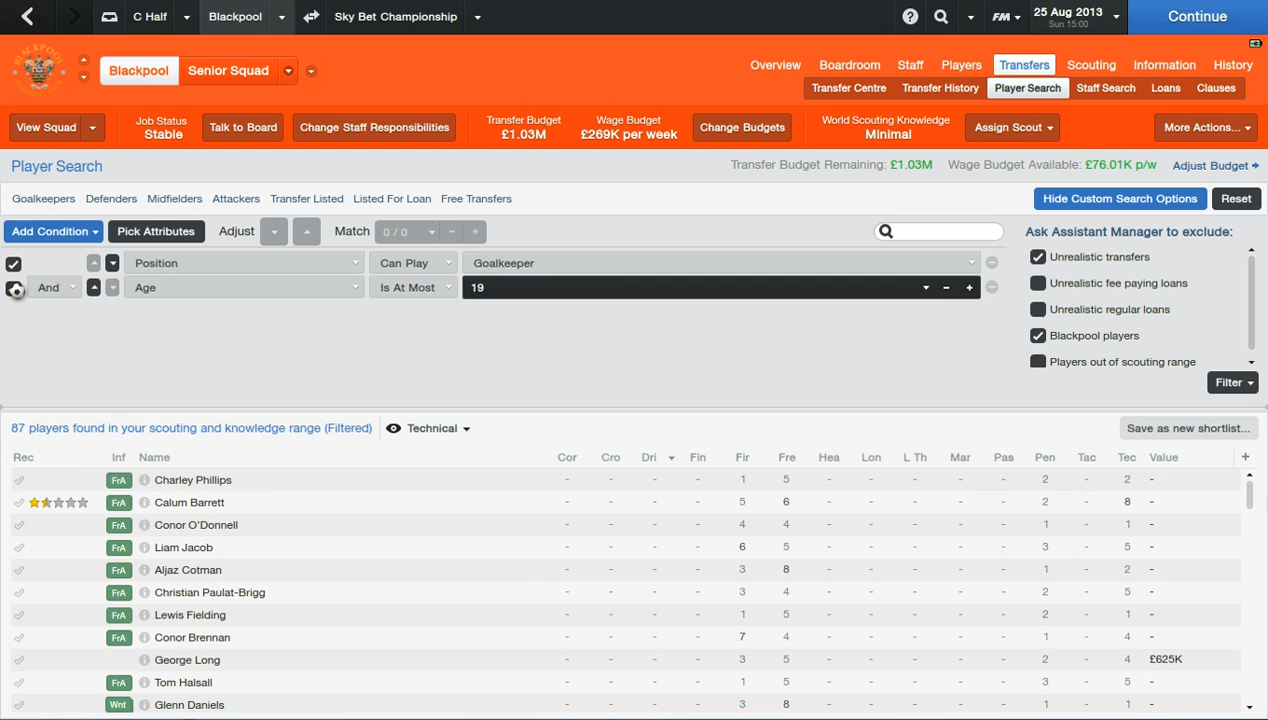 C Half Blackpool Sky Bet Championship ? FM 25 Aug 2013 Continue
Sun 15:00
BLACKPOOL
Blackpool Senior Squad
Overview Boardroom Staff Players Transfers Scouting Information History
Transfer Centre Transfer History Player Search Staff Search Loans Clauses
View Squad Job Status Talk to Board Change Staff Responsibilities Transfer Budget Wage Budget Change Budgets World Scouting Knowledge Assign Scout More Actions...
Stable £1.03M £269K per week Minimal
Player Search Transfer Budget Remaining: £1.03M Wage Budget Available: £76.01K p/w Adjust Budget
Goalkeepers Defenders Midfielders Attackers Transfer Listed Listed For Loan Free Transfers Hide Custom Search Options Reset
Add Condition Pick Attributes Adjust Match 0 / 0 - + Ask Assistant Manager to exclude:
Position Can Play Goalkeeper Unrealistic transfers
And Age Is At Most 19 - + Unrealistic fee paying loans
Unrealistic regular loans
Blackpool players
Players out of scouting range
Filter
87 players found in your scouting and knowledge range (Filtered) Technical Save as new shortlist...
Rec Inf Name Cor Cro Dri Fin Fir Fre Hea Lon L Th Mar Pas Pen Tac Tec Value +
FrA Charley Phillips - - - - 1 5 - - - - - 2 - 2 -
FrA Calum Barrett - - - - 5 6 - - - - - 2 - 8 -
FrA Conor O'Donnell - - - - 4 4 - - - - - 1 - 1 -
FrA Liam Jacob - - - - 6 5 - - - - - 3 - 5 -
FrA Aljaz Cotman - - - - 3 8 - - - - - 1 - 2 -
FrA Christian Paulat-Brigg - - - - 3 4 - - - - - 2 - 5 -
FrA Lewis Fielding - - - - 1 5 - - - - - 2 - 1 -
FrA Conor Brennan - - - - 7 4 - - - - - 1 - 4 -
George Long - - - - 3 5 - - - - - 2 - 4 £625K
FrA Tom Halsall - - - - 1 5 - - - - - 3 - 5 -
Wnt Glenn Daniels - - - - 3 8 - - - - - 1 - 1 -